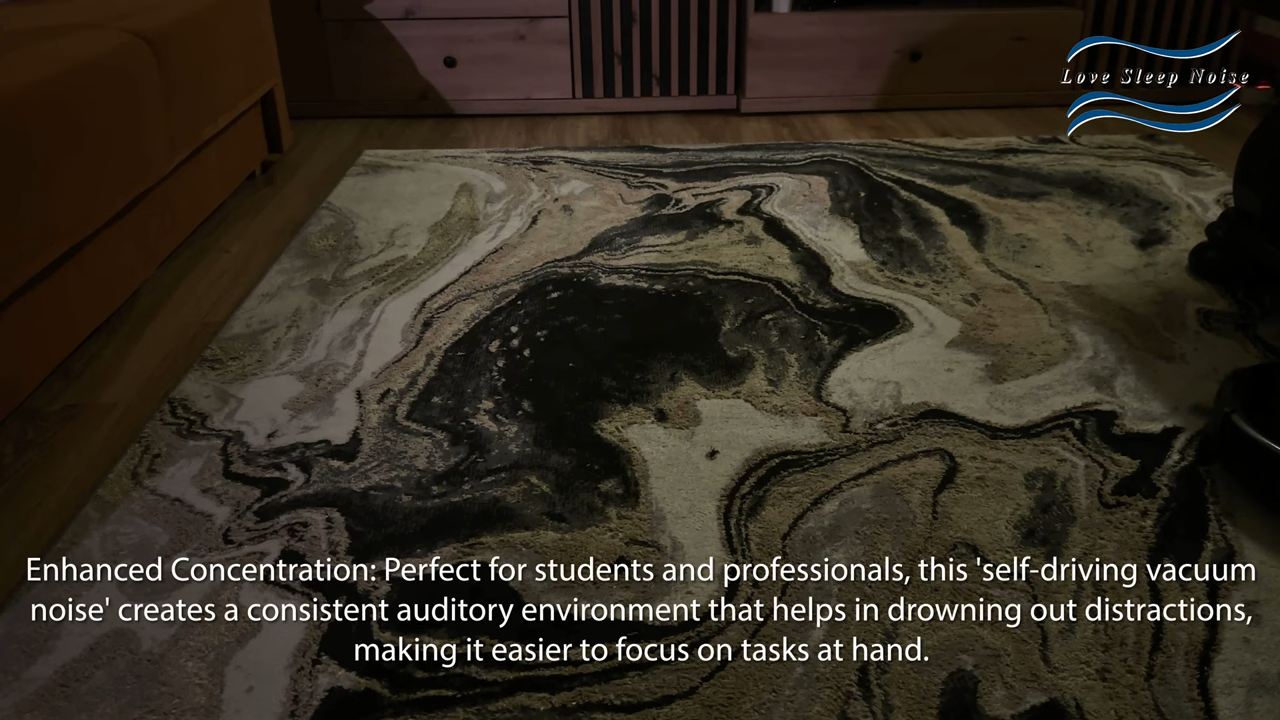 Love Sleep Noise
Enhanced Concentration: Perfect for students and professionals, this 'self-driving vacuum
noise' creates a consistent auditory environment that helps in drowning out distractions,
making it easier to focus on tasks at hand.